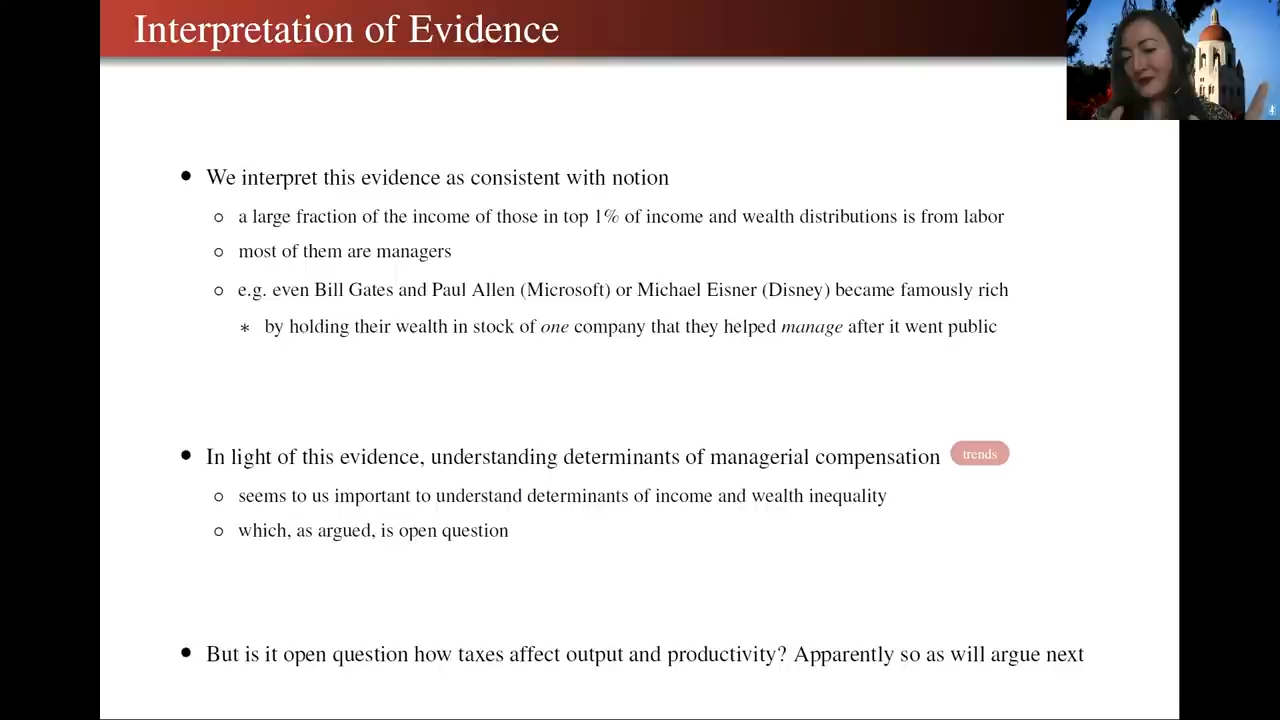 Interpretation of Evidence
• We interpret this evidence as consistent with notion
○ a large fraction of the income of those in top 1% of income and wealth distributions is from labor
○ most of them are managers
○ e.g. even Bill Gates and Paul Allen (Microsoft) or Michael Eisner (Disney) became famously rich
∗ by holding their wealth in stock of one company that they helped manage after it went public
• In light of this evidence, understanding determinants of managerial compensation trends
○ seems to us important to understand determinants of income and wealth inequality
○ which, as argued, is open question
• But is it open question how taxes affect output and productivity? Apparently so as will argue next